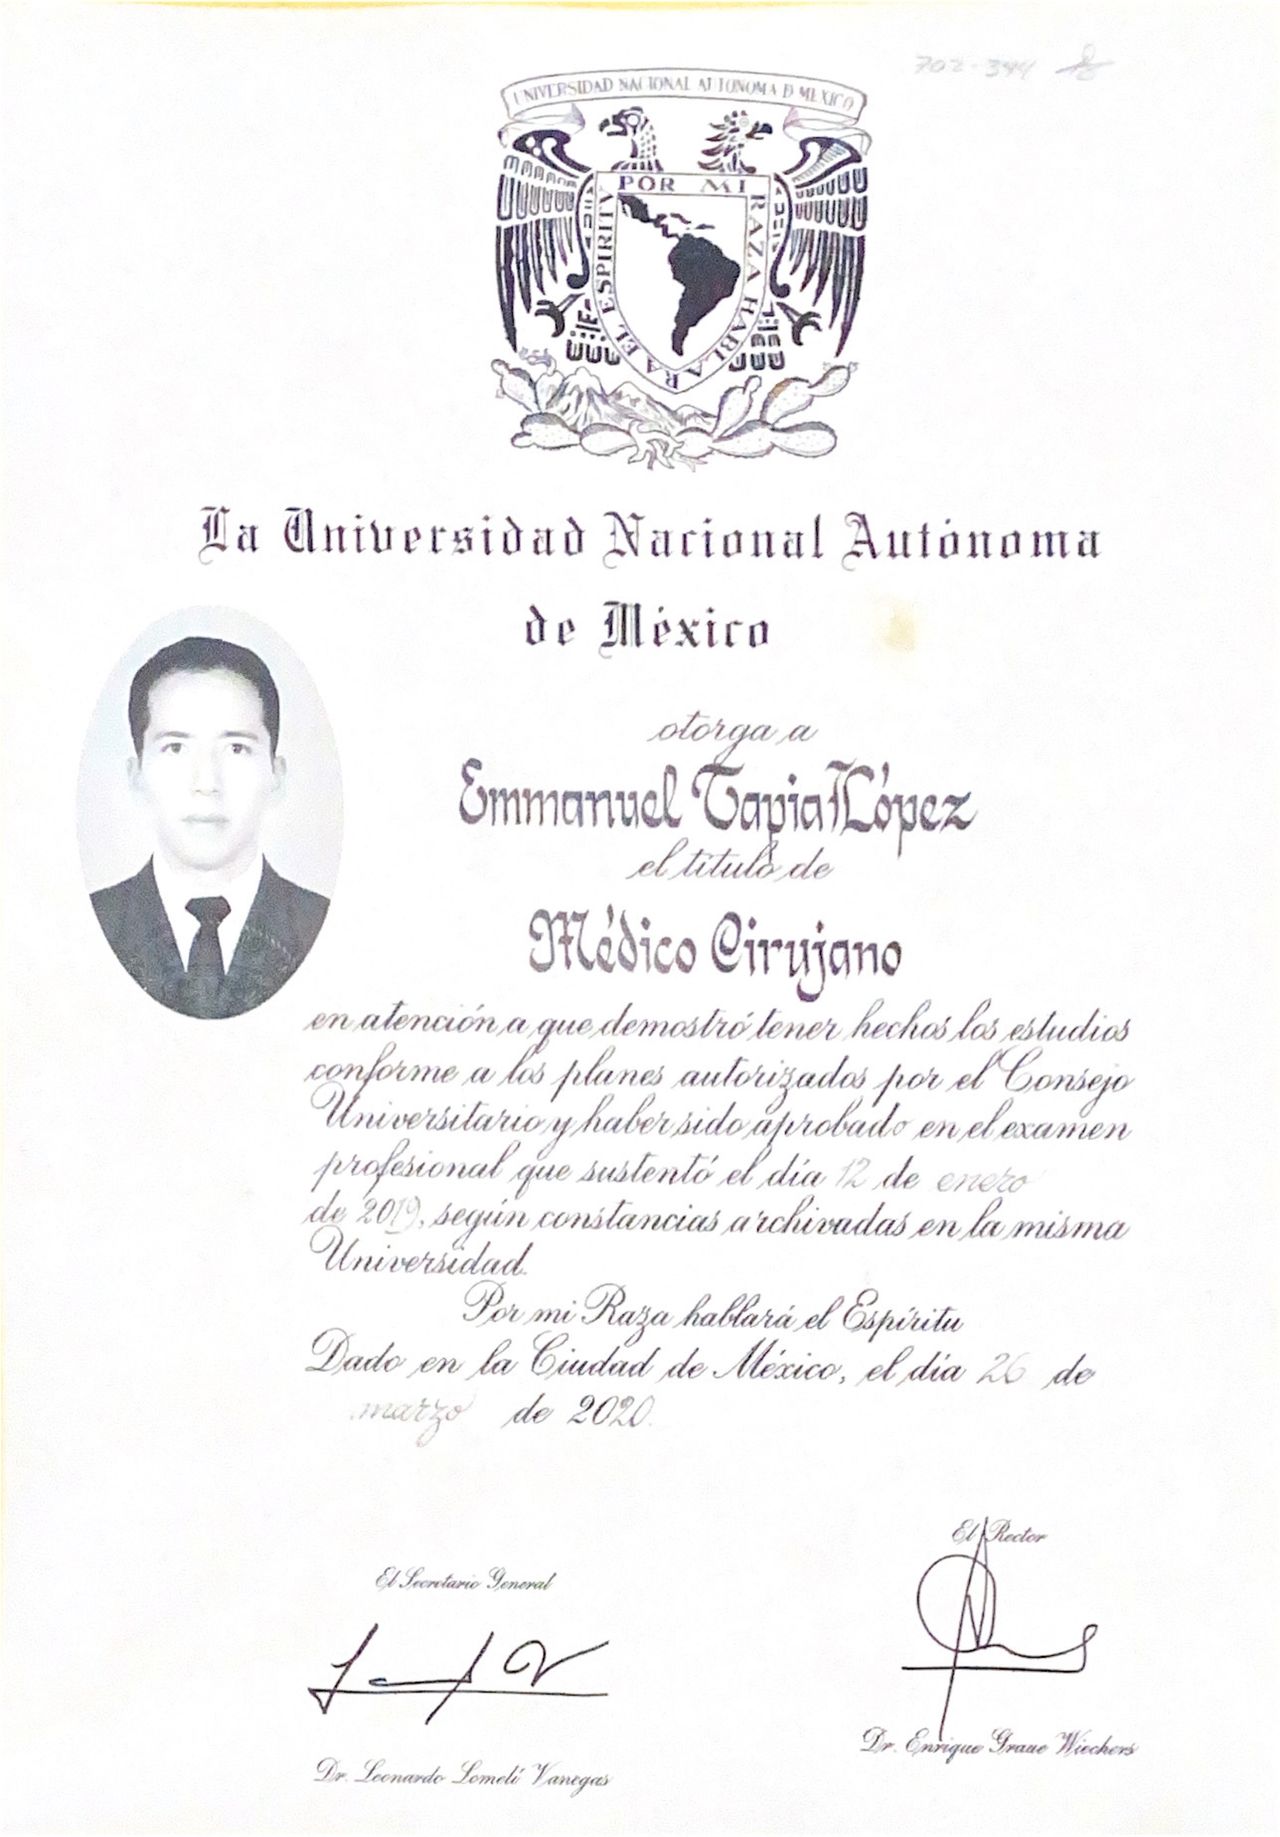 702-344
UNIVERSIDAD NACIONAL AUTONOMA D MEXICO
POR MI RAZA HABLARA EL ESPIRITV
La Universidad Nacional Autónoma
de México
otorga a
Emmanuel Tapia López
el título de
Médico Cirujano
en atención a que demostró tener hechos los estudios
conforme a los planes autorizados por el Consejo
Universitario y haber sido aprobado en el examen
profesional que sustentó el día 12 de enero
de 2019, según constancias archivadas en la misma
Universidad.
Por mi Raza hablará el Espíritu
Dado en la Ciudad de México, el día 26 de
marzo de 2020.
El Rector
El Secretario General
Dr. Enrique Graue Wiechers
Dr. Leonardo Lomelí Vanegas